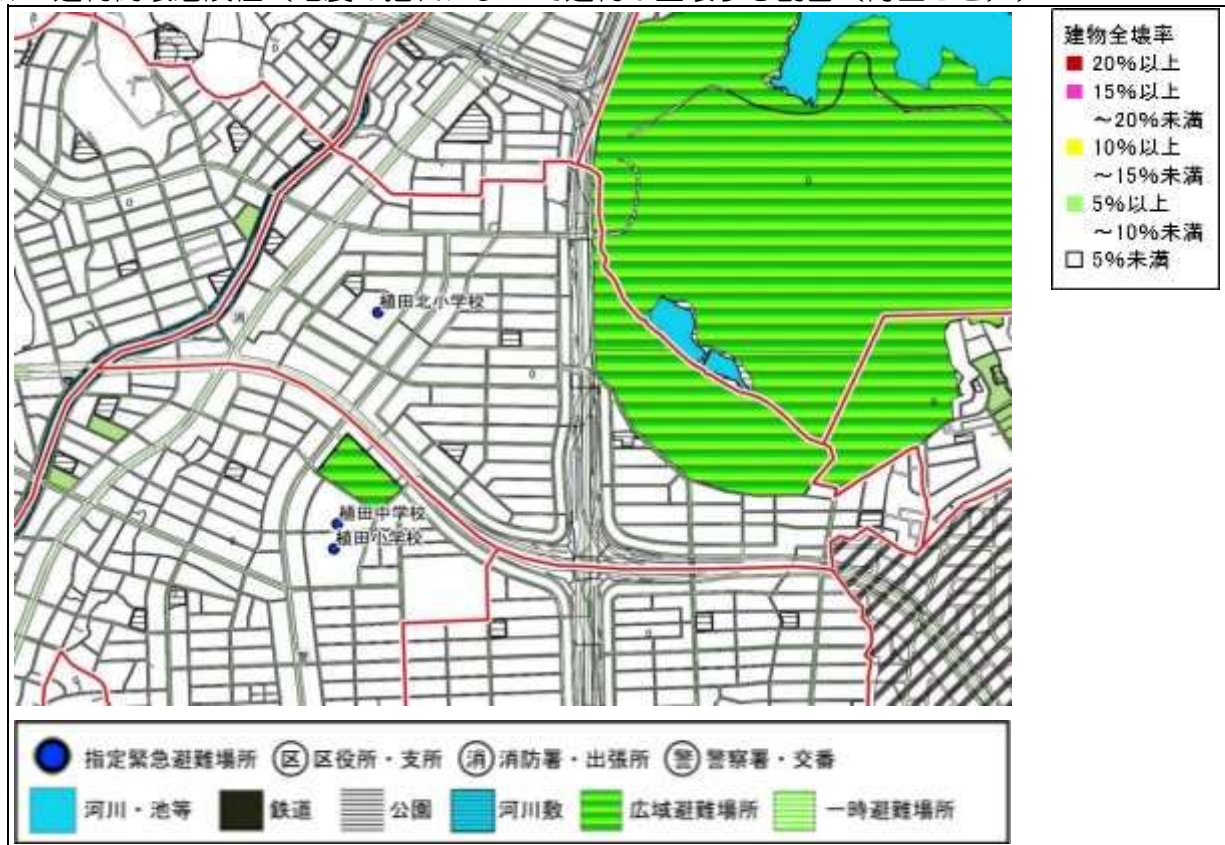 建物全壊率
20%以上
15%以上
～20%未満
10%以上
～15%未満
5%以上
～10%未満
5%未満
植田北小学校
消
植田中学校
植田小学校
指定緊急避難場所 区 区役所・支所 消 消防署・出張所 警 警察署・交番
河川・池等 鉄道 公園 河川敷 広域避難場所 一時避難場所